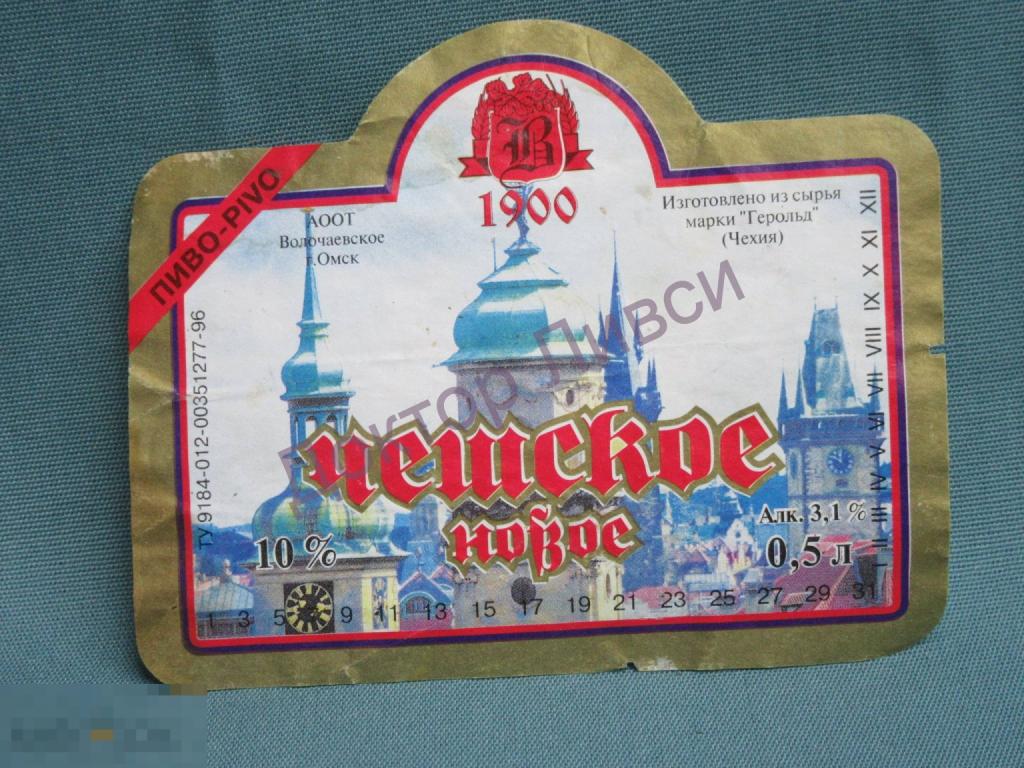 B
1900
ПИВО-PIVO
АООТ
Волочаевское
г.Омск
Изготовлено из сырья
марки "Герольд"
(Чехия)
ТУ 9184-012-00351277-96
Чешское
новое
10 %
Алк. 3,1 %
0,5 л
1 3 5 9 11 13 15 17 19 21 23 25 27 29 31
I II III IV V VI VII VIII IX X XI XII
Доктор Ливси